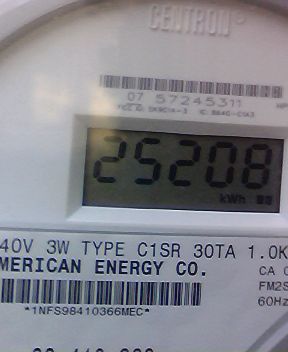 CENTRON®
07 57245311
25208
kWh
40V 3W TYPE C1SR 30TA 1.0K
MERICAN ENERGY CO.
CA 0
FM2S
60Hz
*1NFS98410366MEC*